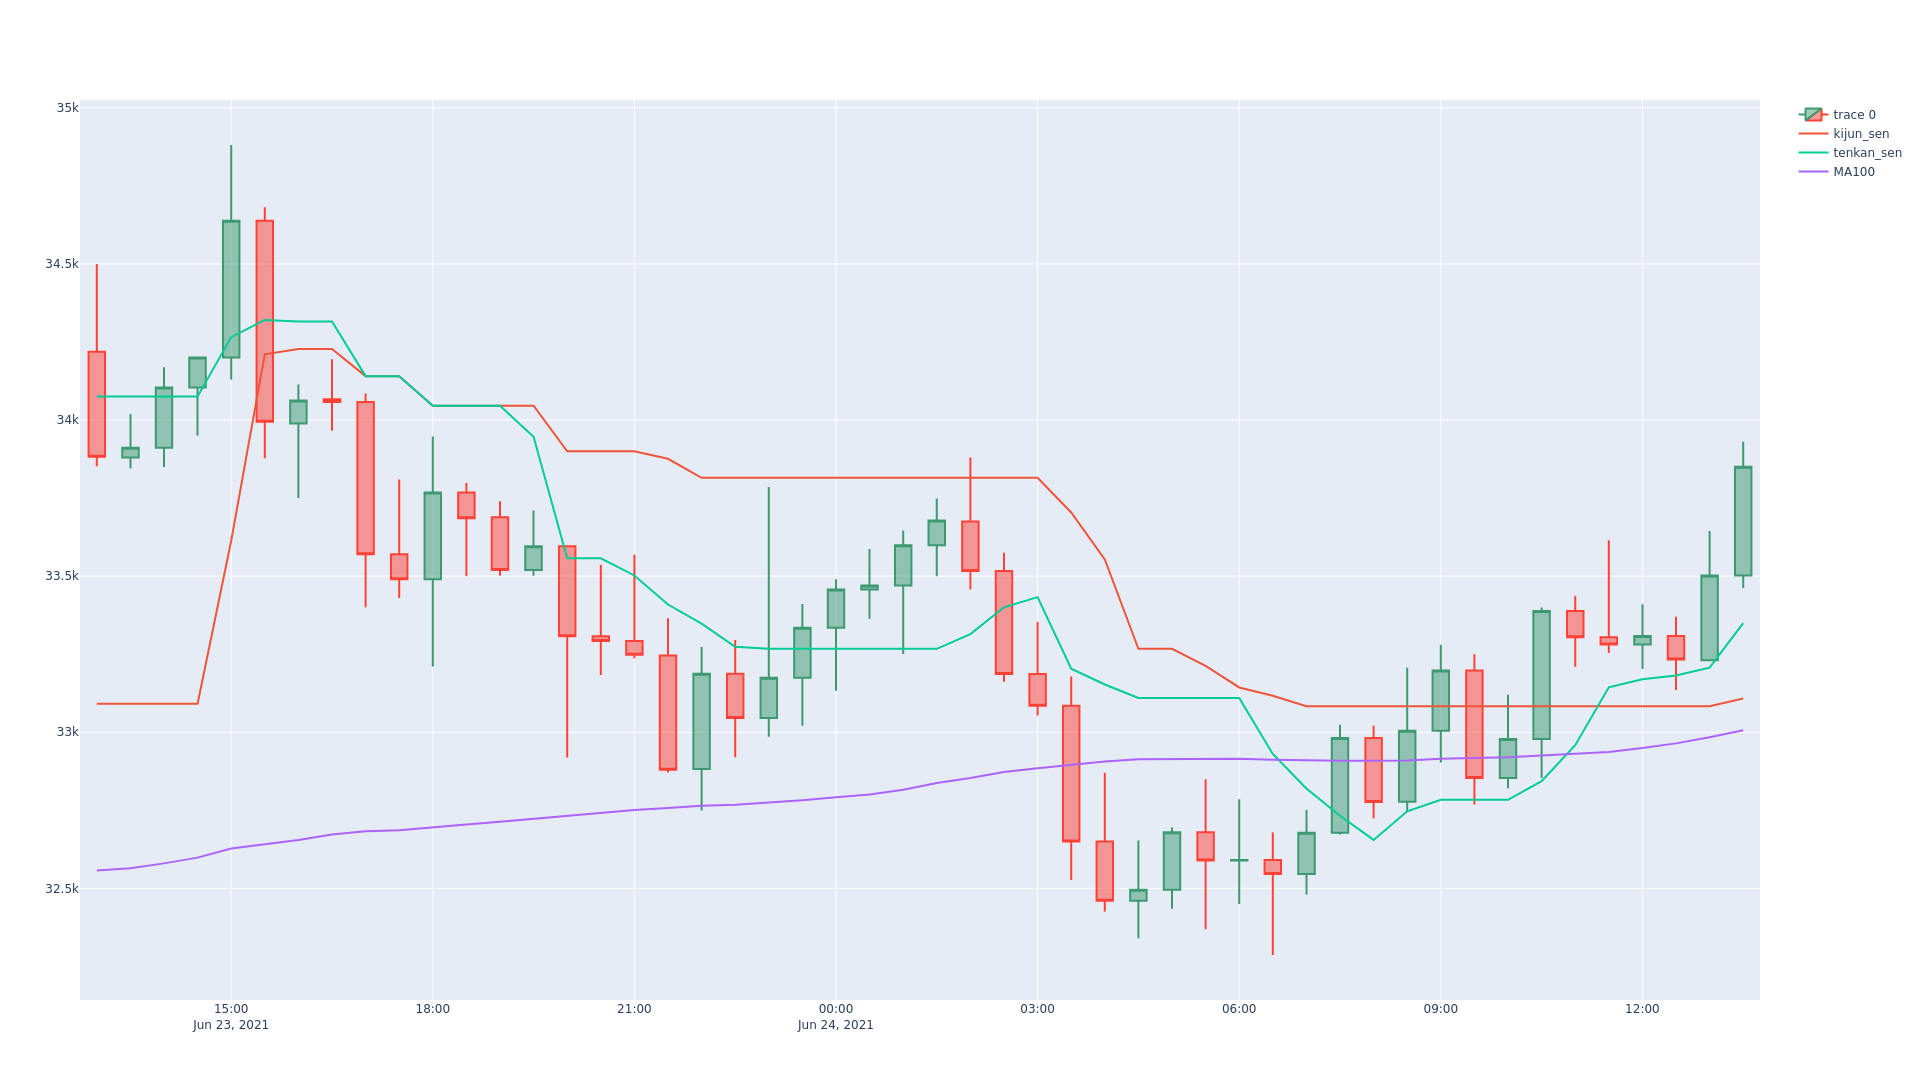 35k
34.5k
34k
33.5k
33k
32.5k
15:00
Jun 23, 2021
18:00
21:00
00:00
Jun 24, 2021
03:00
06:00
09:00
12:00
trace 0
kijun_sen
tenkan_sen
MA100